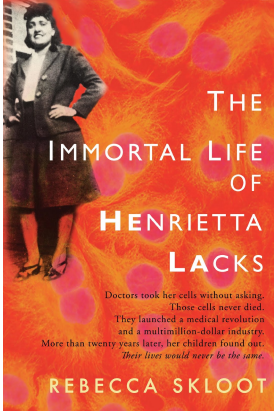 THE
IMMORTAL LIFE
OF
HENRIETTA
LACKS
Doctors took her cells without asking.
Those cells never died.
They launched a medical revolution
and a multimillion-dollar industry.
More than twenty years later, her children found out.
Their lives would never be the same.
REBECCA SKLOOT